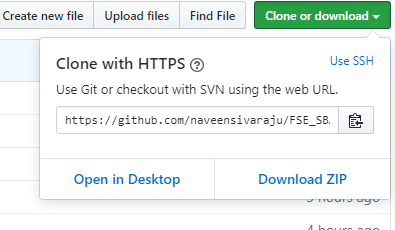 Create new file Upload files Find File Clone or download
Clone with HTTPS Use SSH
Use Git or checkout with SVN using the web URL.
https://github.com/naveensivaraju/FSE_SB
Open in Desktop Download ZIP
hours ago
4 hours ago